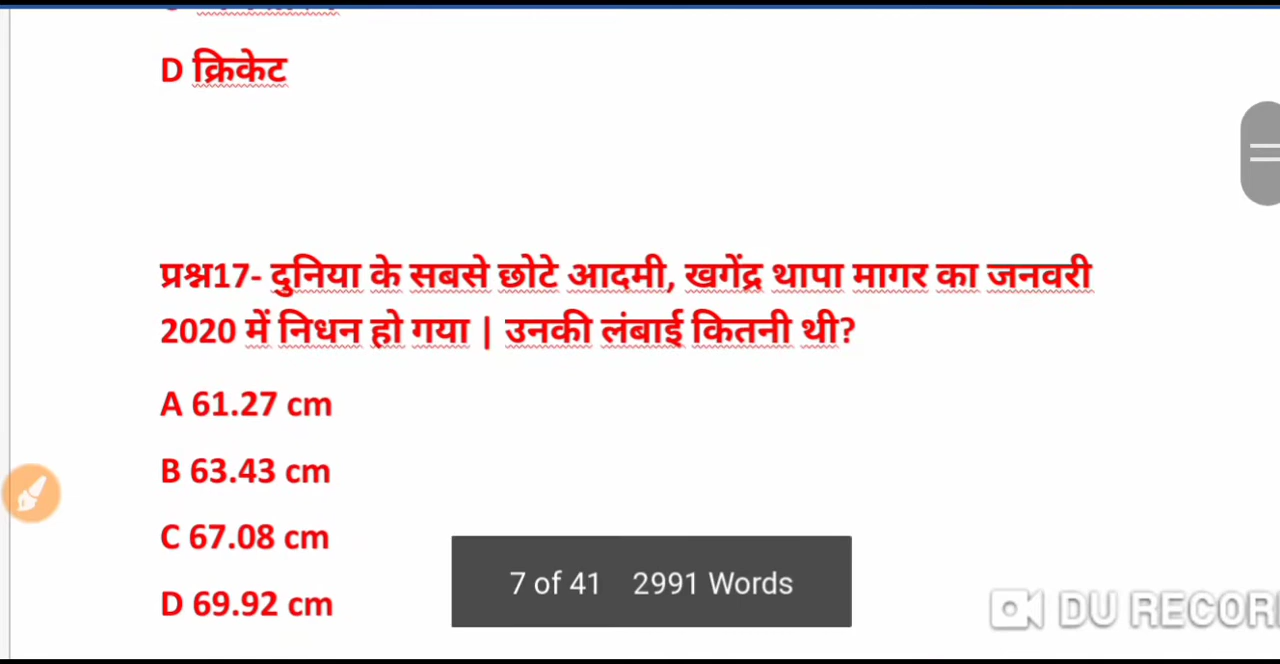 D क्रिकेट
प्रश्न17- दुनिया के सबसे छोटे आदमी, खगेंद्र थापा मागर का जनवरी
2020 में निधन हो गया | उनकी लंबाई कितनी थी?
A 61.27 cm
B 63.43 cm
C 67.08 cm
D 69.92 cm
7 of 41 2991 Words
DU RECOR